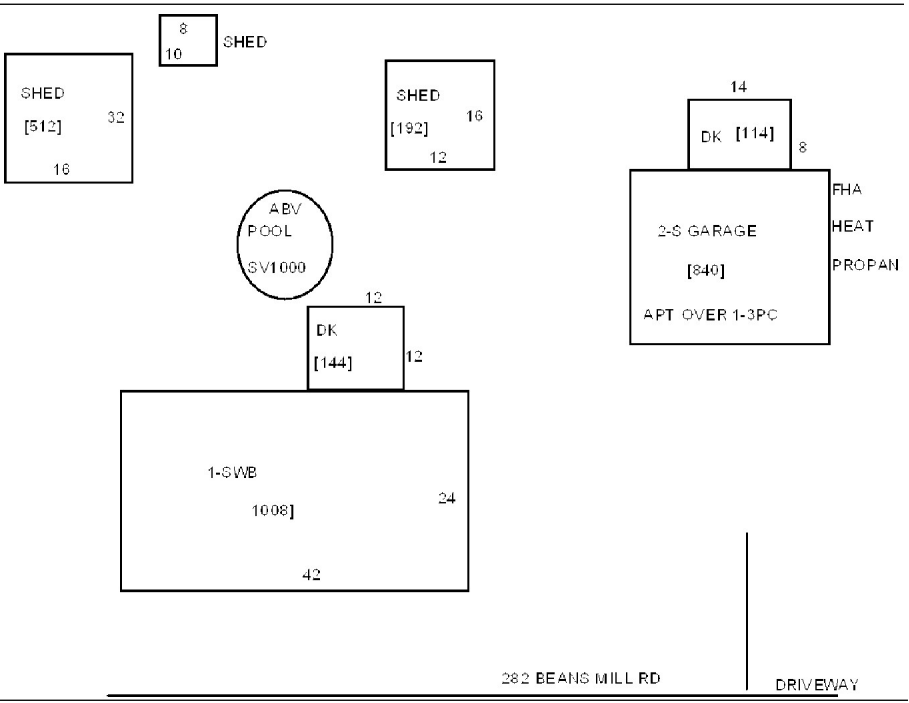 8
10
SHED
SHED
[512]
32
16
SHED
[192]
16
12
14
DK [114]
8
FHA
HEAT
PROPAN
2-S GARAGE
[840]
APT OVER 1-3PC
ABV
POOL
SV1000
12
DK
[144]
12
1-SWB
1008]
24
42
282 BEANS MILL RD
DRIVEWAY